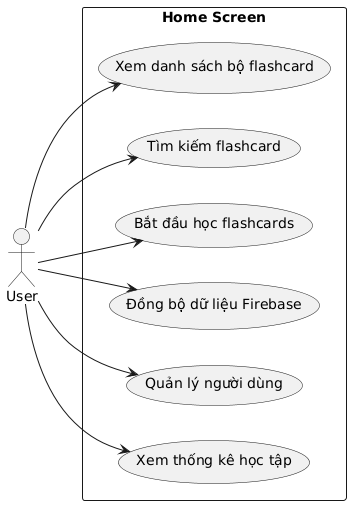 Home Screen
Xem danh sách bộ flashcard
Tìm kiếm flashcard
Bắt đầu học flashcards
User
Đồng bộ dữ liệu Firebase
Quản lý người dùng
Xem thống kê học tập